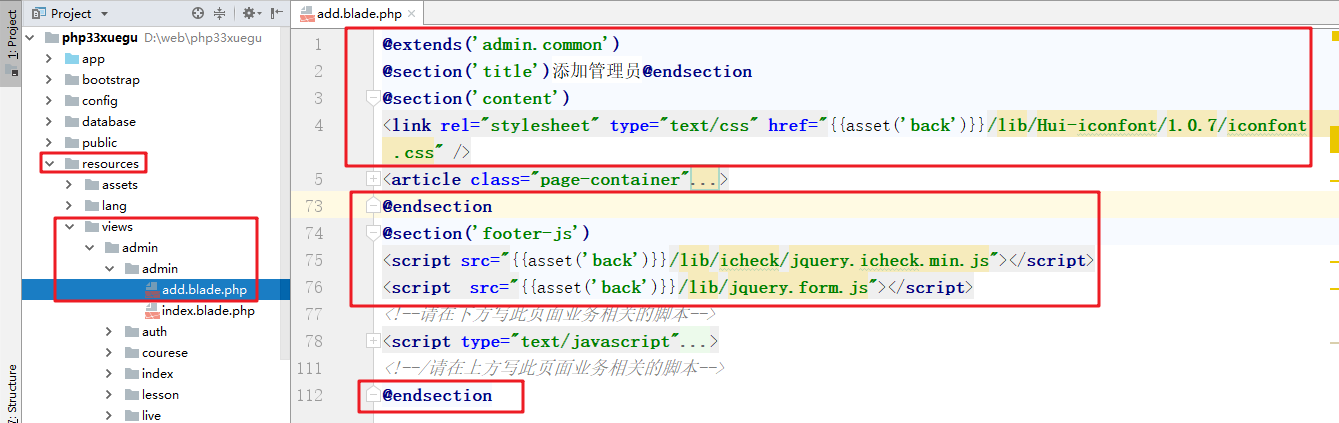 1: Project
Project
php33xuegu D:\web\php33xuegu
app
bootstrap
config
database
public
resources
assets
lang
views
admin
admin
add.blade.php
index.blade.php
auth
courese
index
lesson
live
Z: Structure
add.blade.php
1 @extends('admin.common')
2 @section('title')添加管理员@endsection
3 @section('content')
4 <link rel="stylesheet" type="text/css" href="{{asset('back')}}/lib/Hui-iconfont/1.0.7/iconfont
.css" />
5 <article class="page-container"...>
73 @endsection
74 @section('footer-js')
75 <script src="{{asset('back')}}/lib/icheck/jquery.icheck.min.js"></script>
76 <script  src="{{asset('back')}}/lib/jquery.form.js"></script>
77 <!--请在下方写此页面业务相关的脚本-->
78 <script type="text/javascript"...>
111 <!--/请在上方写此页面业务相关的脚本-->
112 @endsection